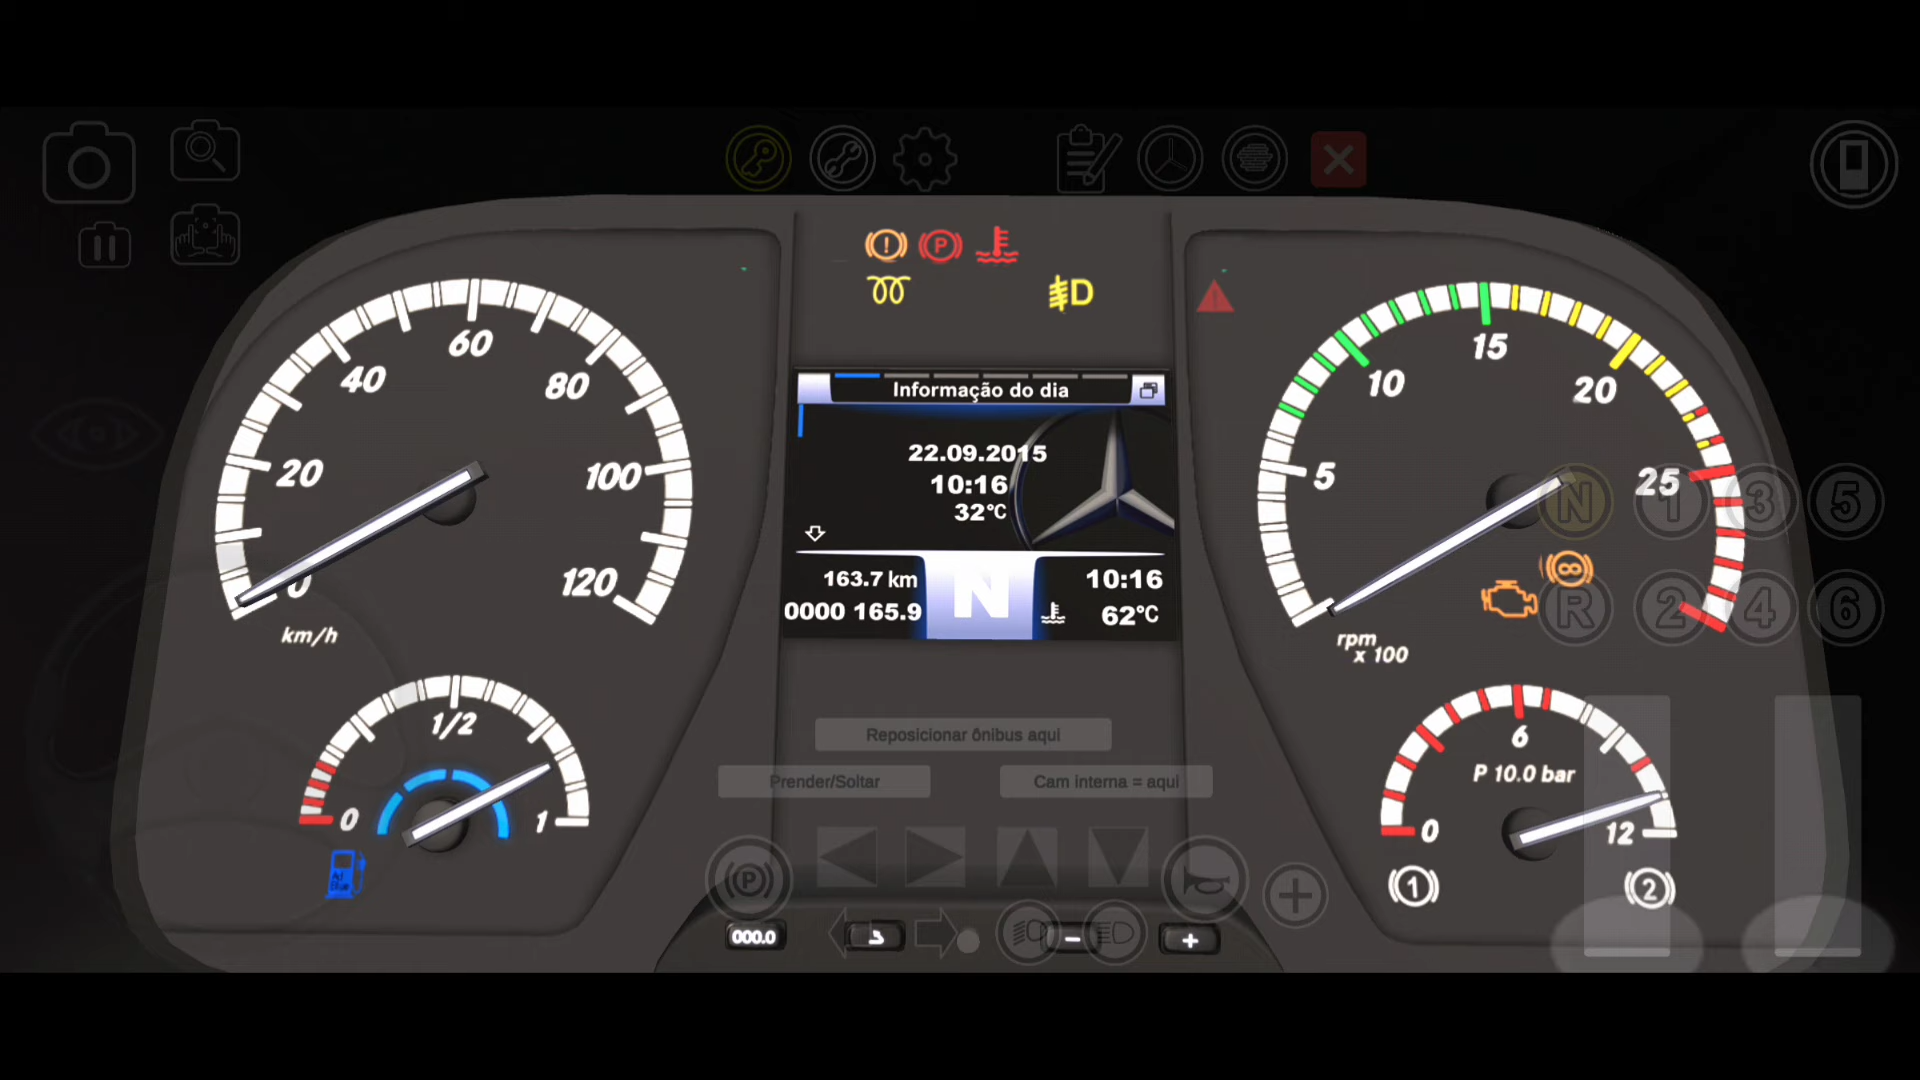 P
60
40
80
20
100
0
120
km/h
1/2
0
1
Ad
Blue
P
D
Informação do dia
22.09.2015
10:16
32°C
163.7 km
N
10:16
0000 165.9
62°C
15
10
20
5
25
rpm
x 100
N
1
3
5
R
2
4
6
6
P 10.0 bar
0
12
1
2
Reposicionar ônibus aqui
Prender/Soltar
Cam interna = aqui
000.0